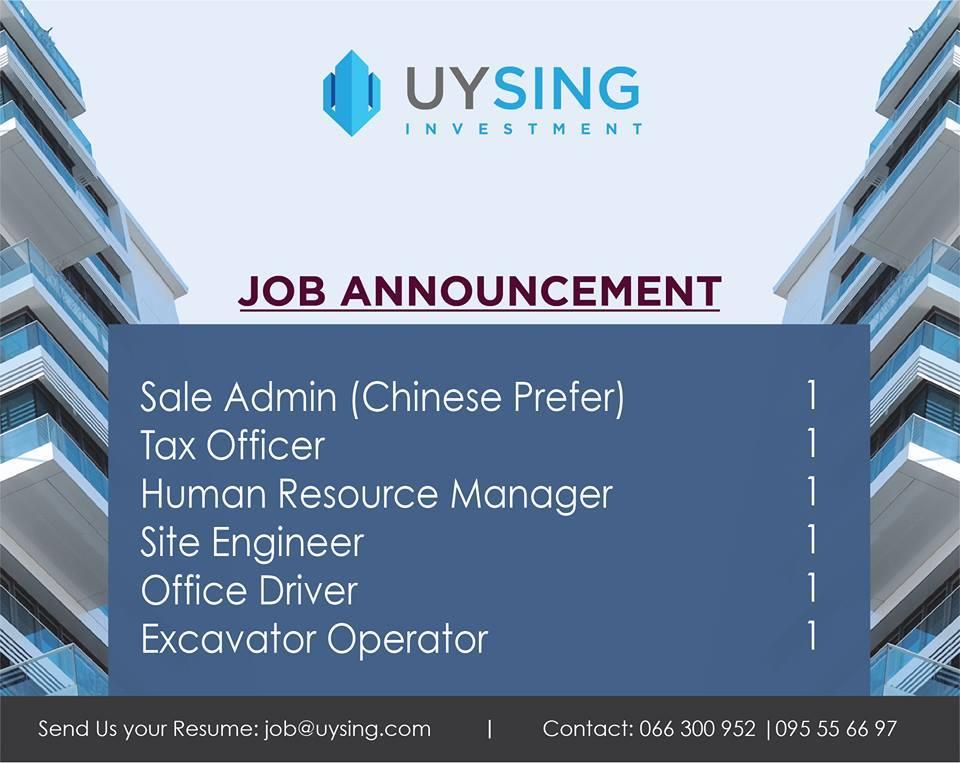 UYSING
INVESTMENT
JOB ANNOUNCEMENT
Sale Admin (Chinese Prefer) 1
Tax Officer 1
Human Resource Manager 1
Site Engineer 1
Office Driver 1
Excavator Operator 1
Send Us your Resume: job@uysing.com | Contact: 066 300 952 |095 55 66 97